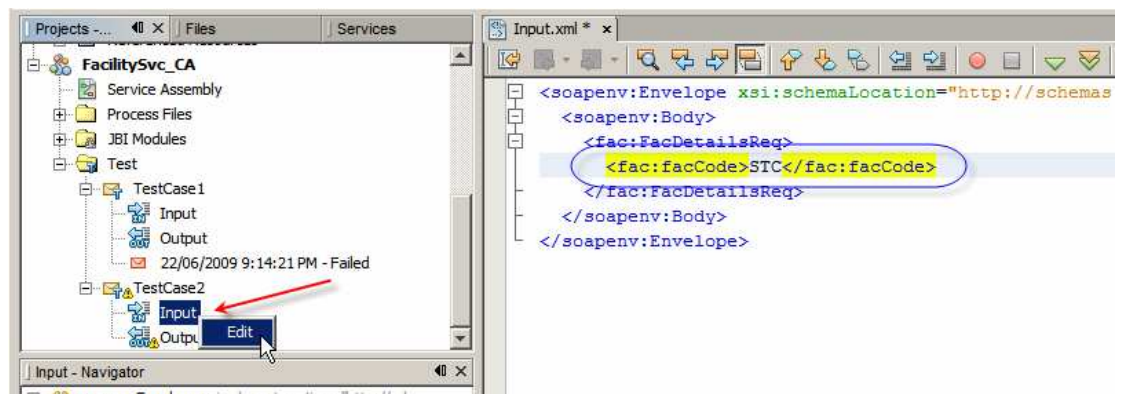 Projects -...
Files
Services
FacilitySvc_CA
Service Assembly
Process Files
JBI Modules
Test
TestCase1
Input
Output
22/06/2009 9:14:21 PM - Failed
TestCase2
Input
Edit
Input - Navigator
Input.xml *
<soapenv:Envelope xsi:schemaLocation="http://schemas
<soapenv:Body>
<fac:FacDetailsReq>
<fac:facCode>STC</fac:facCode>
</fac:FacDetailsReq>
</soapenv:Body>
</soapenv:Envelope>